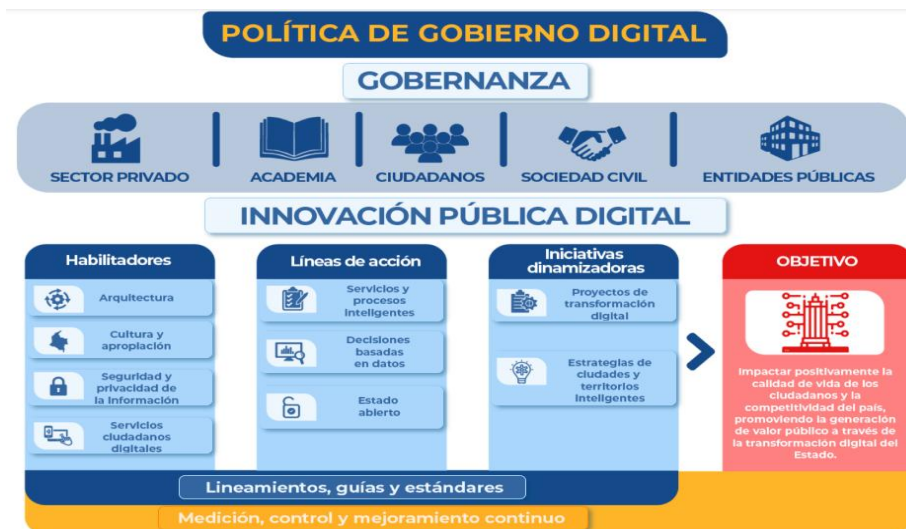 POLÍTICA DE GOBIERNO DIGITAL
GOBERNANZA
SECTOR PRIVADO
ACADEMIA
CIUDADANOS
SOCIEDAD CIVIL
ENTIDADES PÚBLICAS
INNOVACIÓN PÚBLICA DIGITAL
Habilitadores
Arquitectura
Cultura y
apropiación
Seguridad y
privacidad de
la Información
Servicios
ciudadanos
digitales
Líneas de acción
Servicios y
procesos
inteligentes
Decisiones
basadas
en datos
Estado
abierto
Iniciativas
dinamizadoras
Proyectos de
transformación
digital
Estrategias de
ciudades y
territorios
inteligentes
OBJETIVO
Impactar positivamente la
calidad de vida de los
ciudadanos y la
competitividad del país,
promoviendo la generación
de valor público a través de
la transformación digital del
Estado.
Lineamientos, guías y estándares
Medición, control y mejoramiento continuo